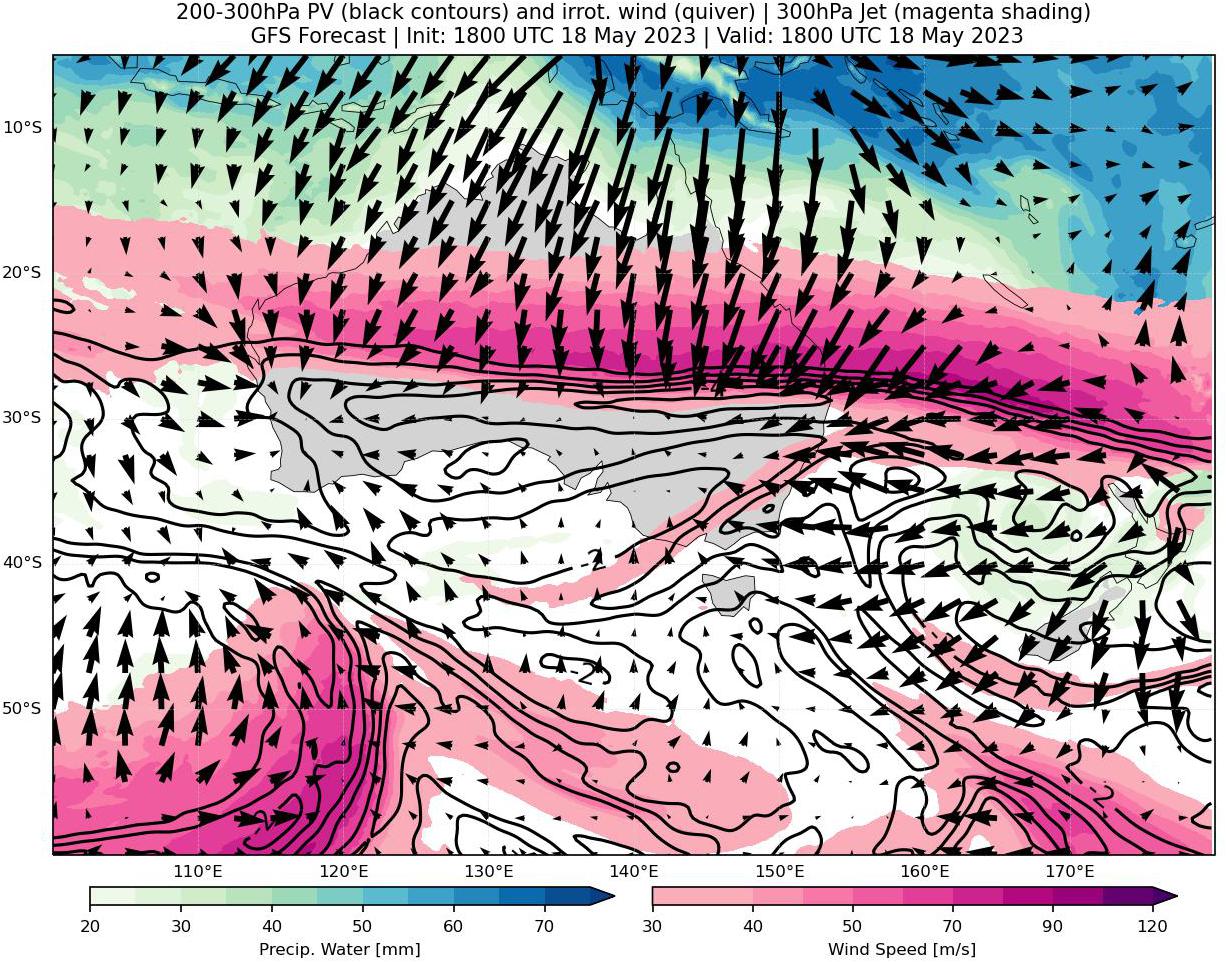 200-300hPa PV (black contours) and irrot. wind (quiver) | 300hPa Jet (magenta shading)
GFS Forecast | Init: 1800 UTC 18 May 2023 | Valid: 1800 UTC 18 May 2023
10°S
20°S
30°S
40°S
50°S
-2
-2
-2
-2
110°E 120°E 130°E 140°E 150°E 160°E 170°E
20 30 40 50 60 70
30 40 50 70 90 120
Precip. Water [mm]
Wind Speed [m/s]